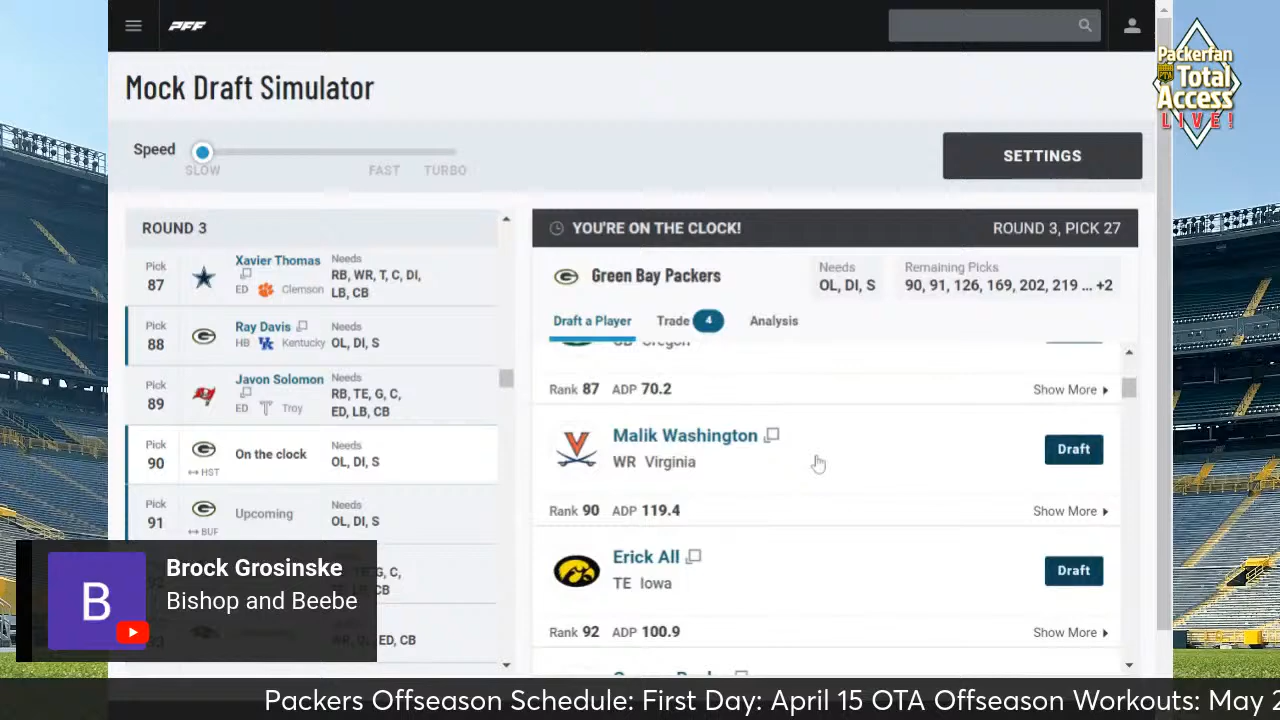 PFF
Packerfan
PTA
Total
Access
LIVE!
Mock Draft Simulator
Speed
SLOW
FAST
TURBO
SETTINGS
ROUND 3
Pick
87
Xavier Thomas
ED Clemson
Needs
RB, WR, T, C, DI,
LB, CB
Pick
88
Ray Davis
HB Kentucky
Needs
OL, DI, S
Pick
89
Javon Solomon
ED Troy
Needs
RB, TE, G, C,
ED, LB, CB
Pick
90
HST
On the clock
Needs
OL, DI, S
Pick
91
BUF
Upcoming
Needs
OL, DI, S
YOU'RE ON THE CLOCK!
ROUND 3, PICK 27
Green Bay Packers
Needs
OL, DI, S
Remaining Picks
90, 91, 126, 169, 202, 219 ... +2
Draft a Player
Trade 4
Analysis
Oregon
Rank 87 ADP 70.2
Show More
Malik Washington
WR Virginia
Draft
Rank 90 ADP 119.4
Show More
Erick All
TE Iowa
Draft
Rank 92 ADP 100.9
Show More
B
Brock Grosinske
Bishop and Beebe
Packers Offseason Schedule: First Day: April 15 OTA Offseason Workouts: May 2